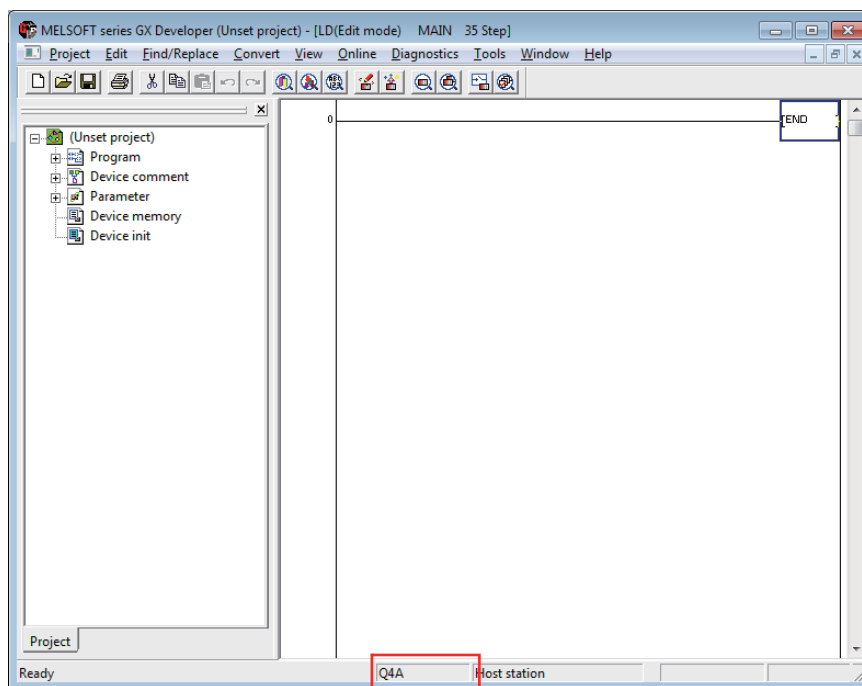 MELSOFT series GX Developer (Unset project) - [LD(Edit mode) MAIN 35 Step]
Project Edit Find/Replace Convert View Online Diagnostics Tools Window Help
(Unset project)
Program
Device comment
Parameter
Device memory
Device init
0
[END ]
Project
Ready Q4A Host station